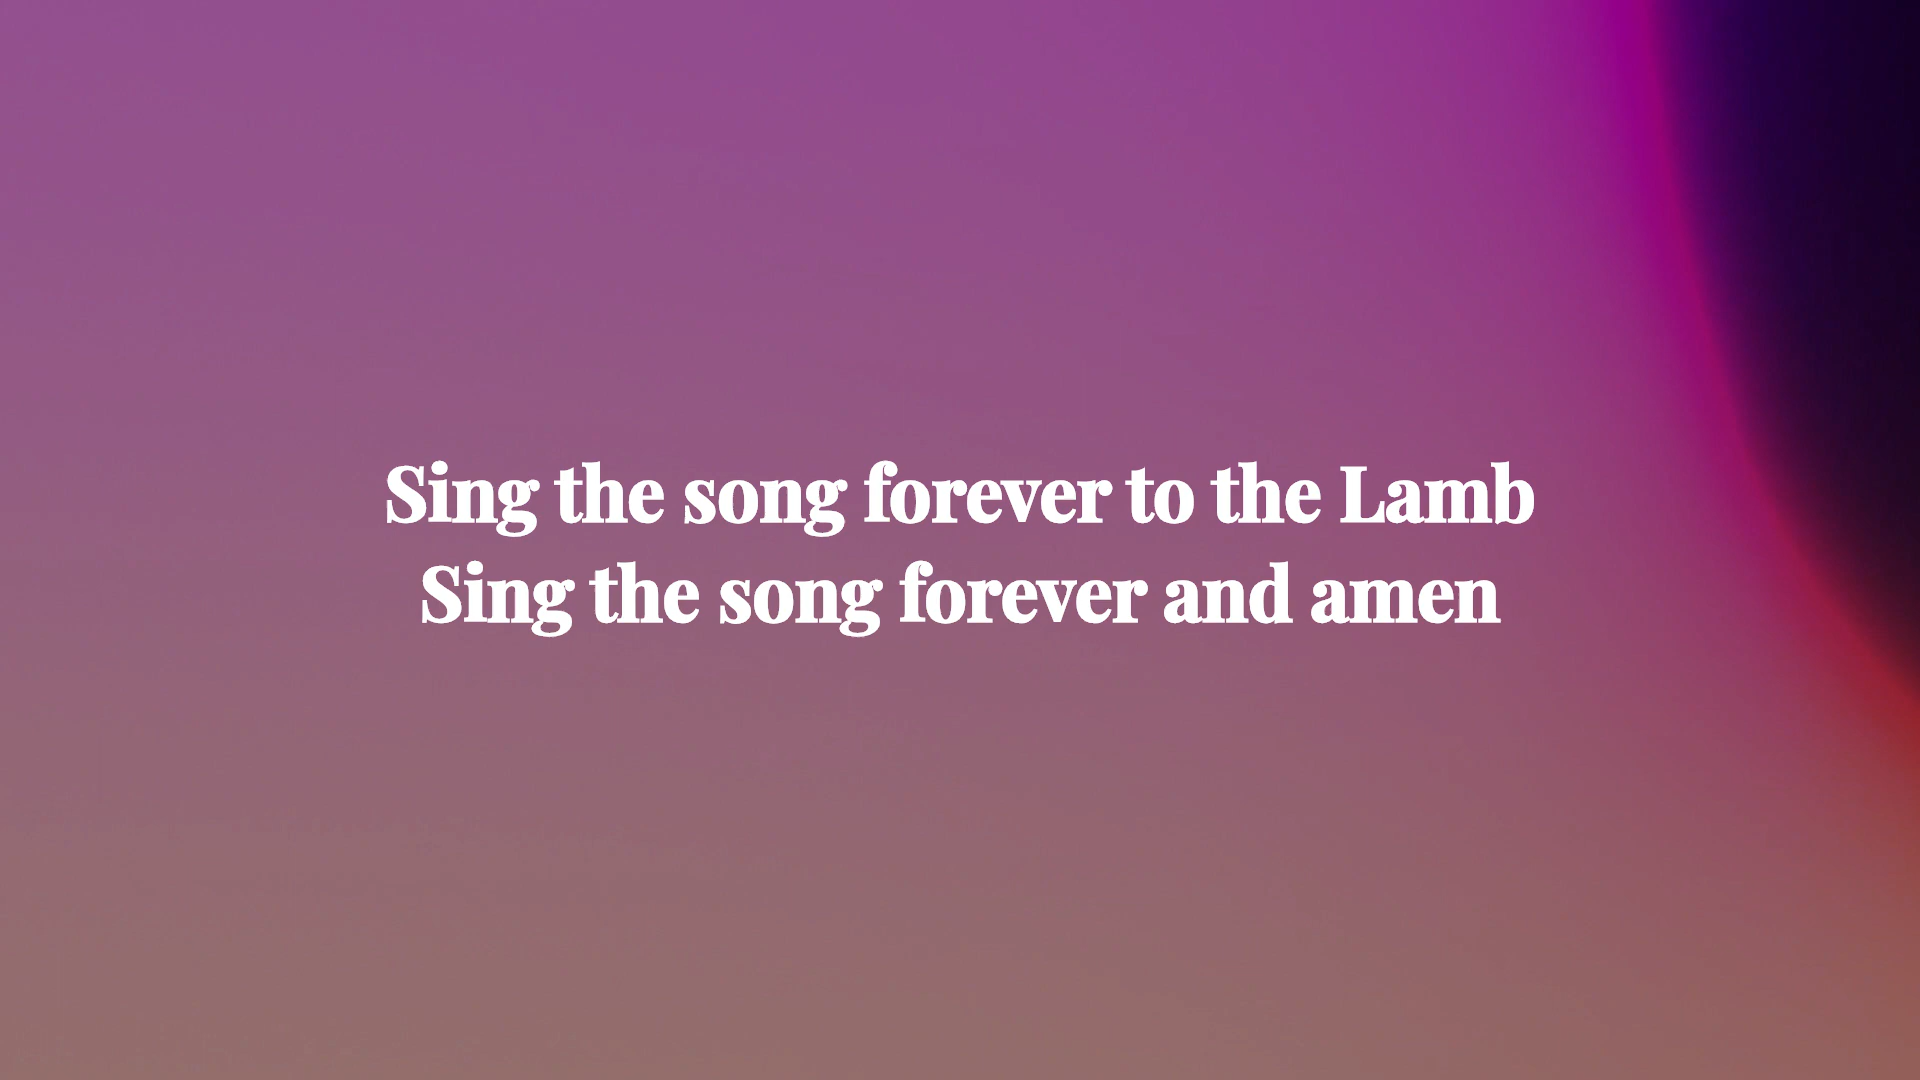 Sing the song forever to the Lamb
Sing the song forever and amen